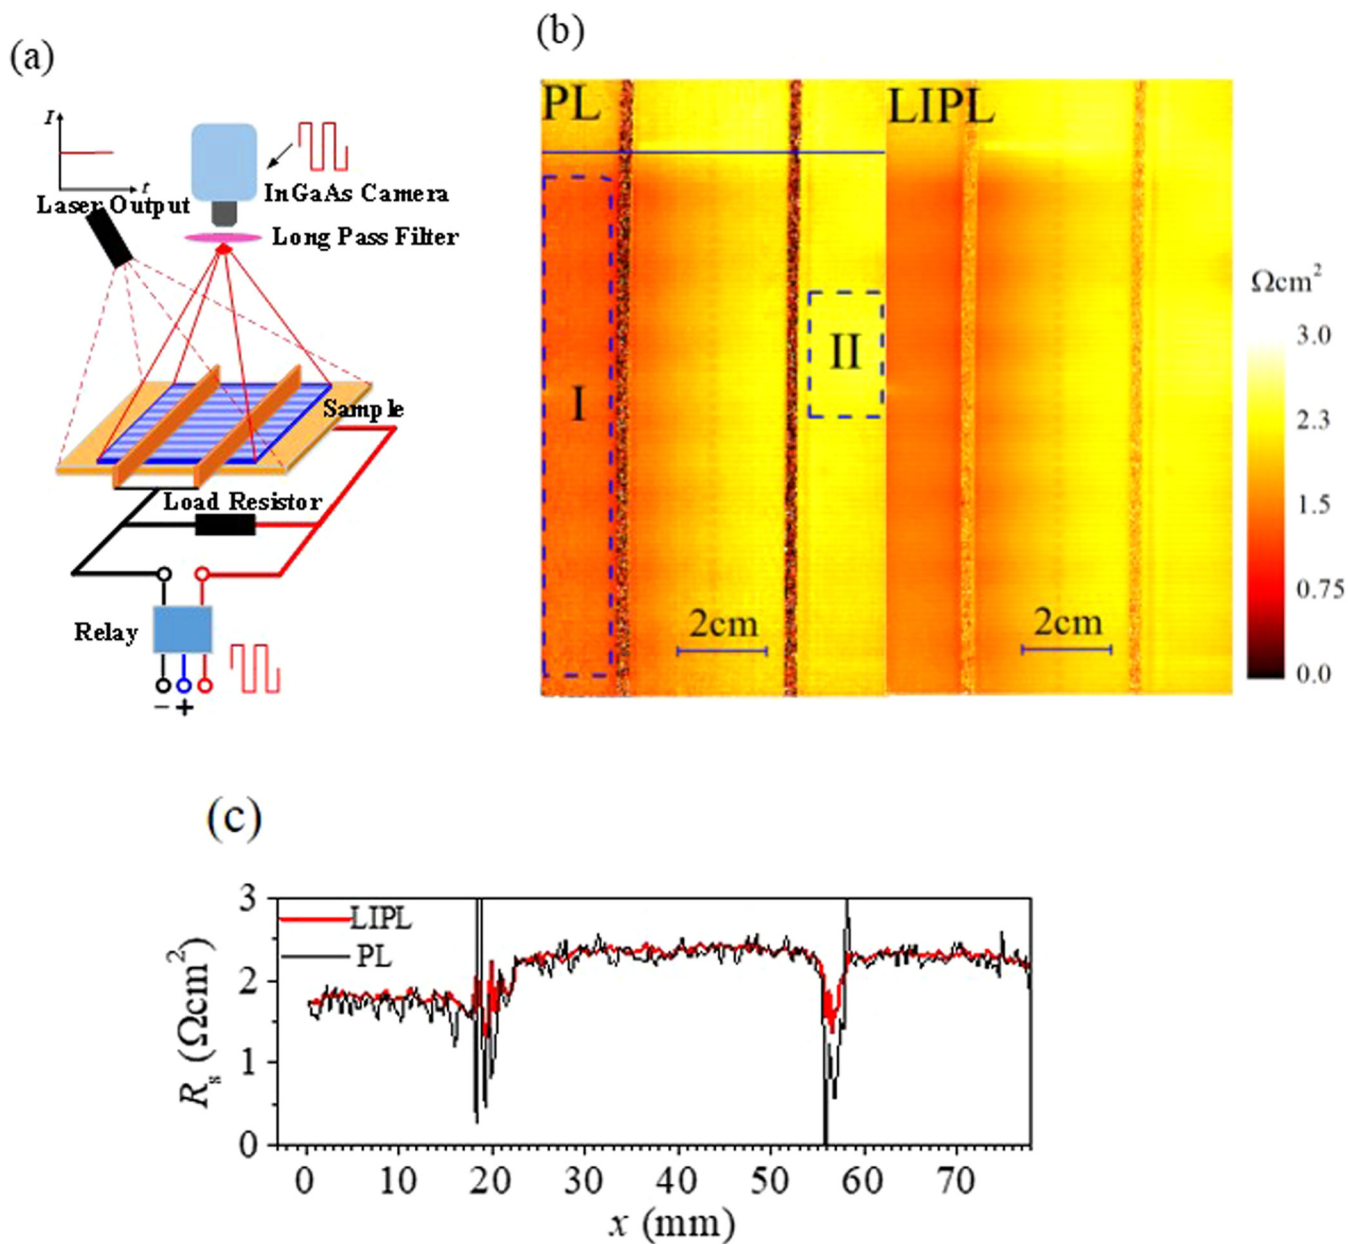 (a)
I
t
Laser Output
InGaAs Camera
Long Pass Filter
Sample
Load Resistor
Relay
− +
(b)
PL
LIPL
I
II
2cm
2cm
Ωcm²
3.0
2.3
1.5
0.75
0.0
(c)
LIPL
PL
Rs (Ωcm²)
3
2
1
0
0 10 20 30 40 50 60 70
x (mm)